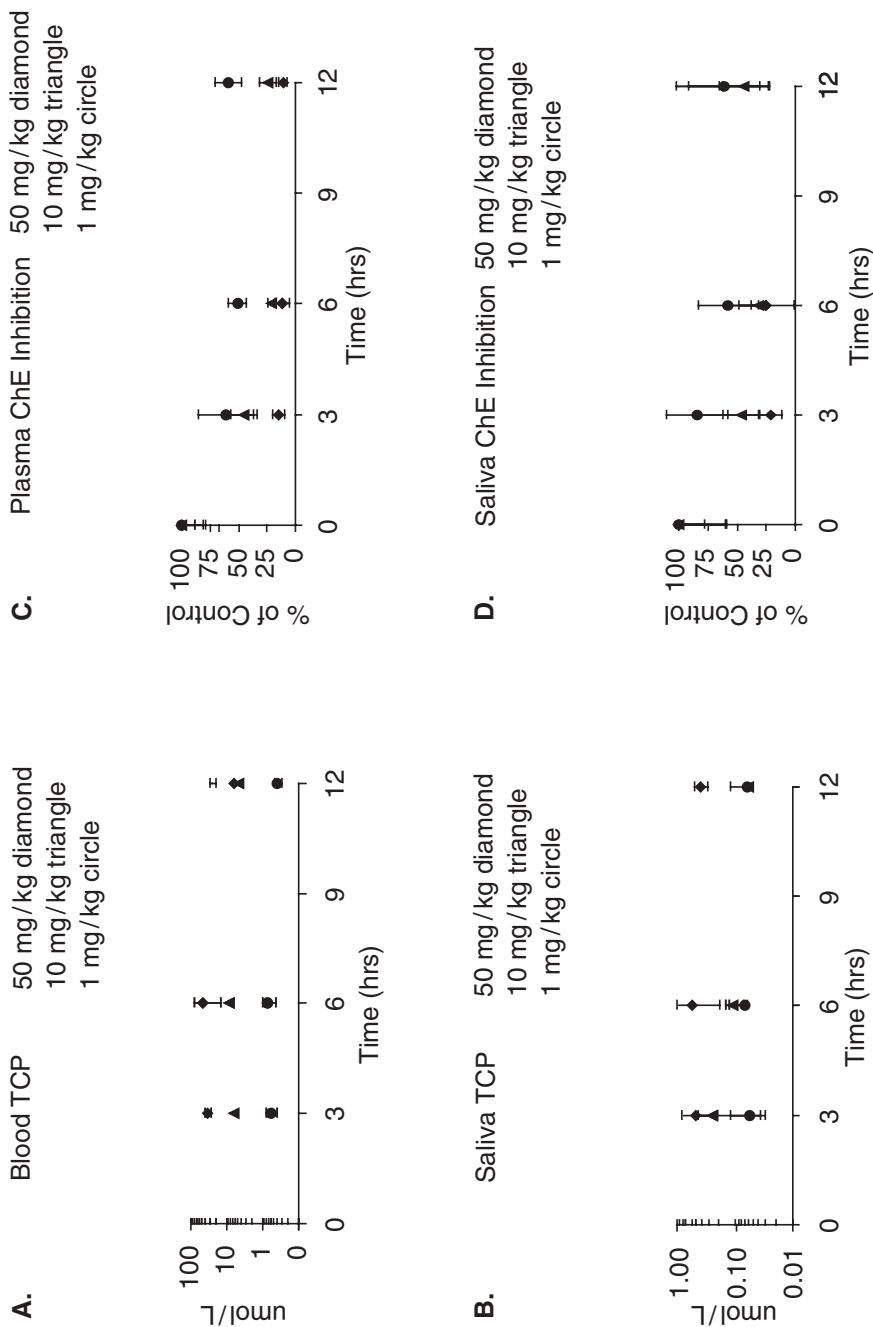 A.
Blood TCP
50 mg/kg diamond
10 mg/kg triangle
1 mg/kg circle
umol/L
100
10
1
0
0
3
6
9
12
Time (hrs)
B.
Saliva TCP
50 mg/kg diamond
10 mg/kg triangle
1 mg/kg circle
umol/L
1.00
0.10
0.01
0
3
6
9
12
Time (hrs)
C.
Plasma ChE Inhibition
50 mg/kg diamond
10 mg/kg triangle
1 mg/kg circle
% of Control
100
75
50
25
0
0
3
6
9
12
Time (hrs)
D.
Saliva ChE Inhibition
50 mg/kg diamond
10 mg/kg triangle
1 mg/kg circle
% of Control
100
75
50
25
0
0
3
6
9
12
Time (hrs)